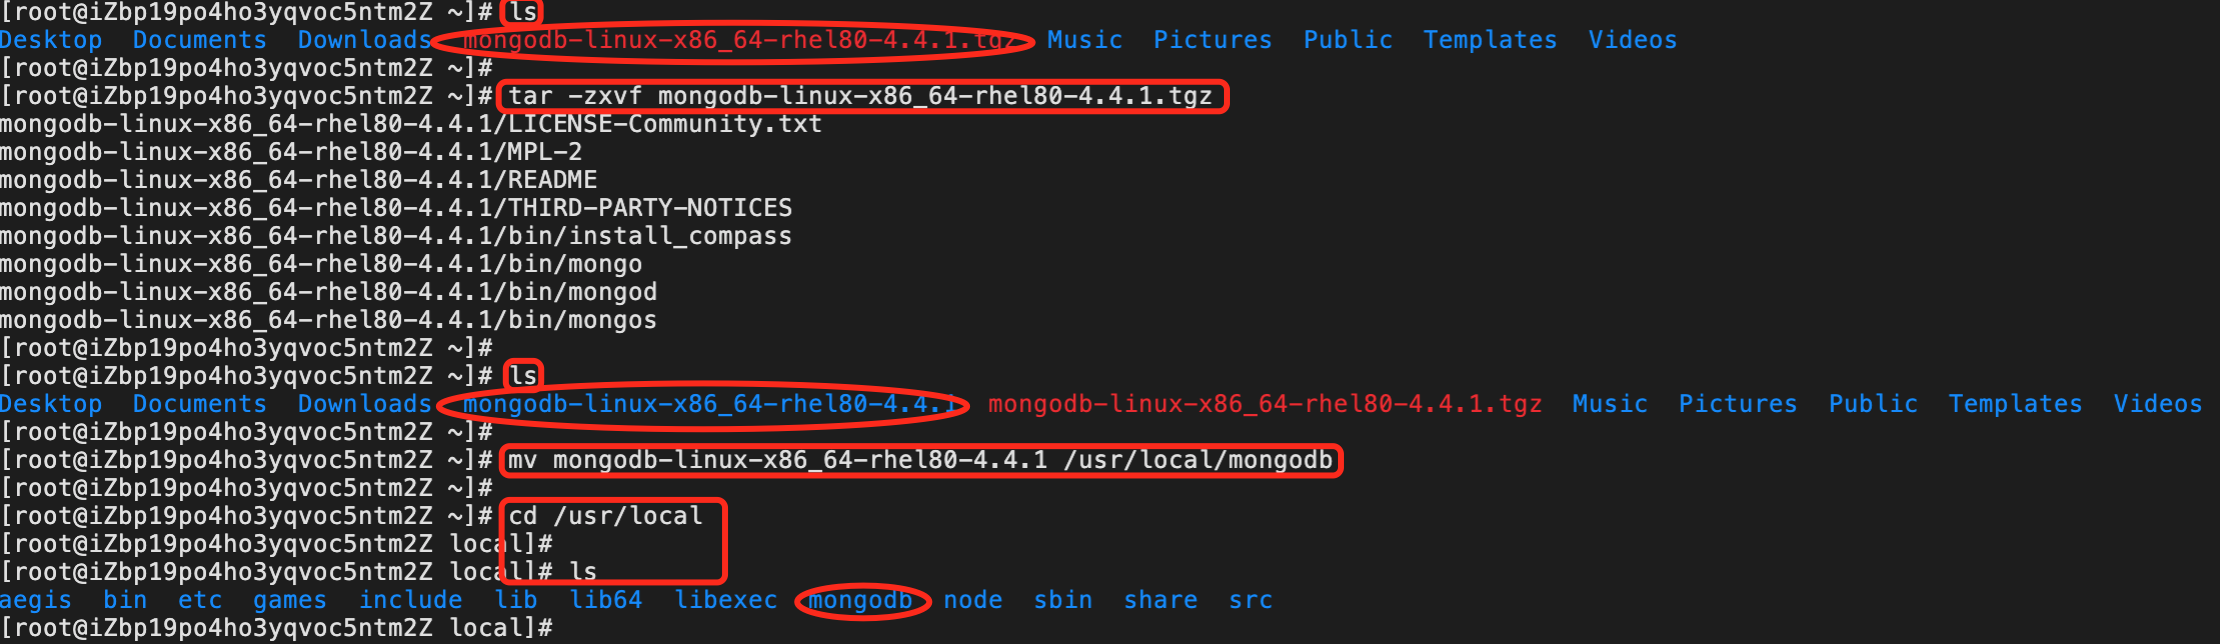 [root@iZbp19po4ho3yqvoc5ntm2Z ~]# ls
Desktop  Documents  Downloads  mongodb-linux-x86_64-rhel80-4.4.1.tgz  Music  Pictures  Public  Templates  Videos
[root@iZbp19po4ho3yqvoc5ntm2Z ~]#
[root@iZbp19po4ho3yqvoc5ntm2Z ~]# tar -zxvf mongodb-linux-x86_64-rhel80-4.4.1.tgz
mongodb-linux-x86_64-rhel80-4.4.1/LICENSE-Community.txt
mongodb-linux-x86_64-rhel80-4.4.1/MPL-2
mongodb-linux-x86_64-rhel80-4.4.1/README
mongodb-linux-x86_64-rhel80-4.4.1/THIRD-PARTY-NOTICES
mongodb-linux-x86_64-rhel80-4.4.1/bin/install_compass
mongodb-linux-x86_64-rhel80-4.4.1/bin/mongo
mongodb-linux-x86_64-rhel80-4.4.1/bin/mongod
mongodb-linux-x86_64-rhel80-4.4.1/bin/mongos
[root@iZbp19po4ho3yqvoc5ntm2Z ~]#
[root@iZbp19po4ho3yqvoc5ntm2Z ~]# ls
Desktop  Documents  Downloads  mongodb-linux-x86_64-rhel80-4.4.1  mongodb-linux-x86_64-rhel80-4.4.1.tgz  Music  Pictures  Public  Templates  Videos
[root@iZbp19po4ho3yqvoc5ntm2Z ~]#
[root@iZbp19po4ho3yqvoc5ntm2Z ~]# mv mongodb-linux-x86_64-rhel80-4.4.1 /usr/local/mongodb
[root@iZbp19po4ho3yqvoc5ntm2Z ~]#
[root@iZbp19po4ho3yqvoc5ntm2Z ~]# cd /usr/local
[root@iZbp19po4ho3yqvoc5ntm2Z local]#
[root@iZbp19po4ho3yqvoc5ntm2Z local]# ls
aegis  bin  etc  games  include  lib  lib64  libexec  mongodb  node  sbin  share  src
[root@iZbp19po4ho3yqvoc5ntm2Z local]#